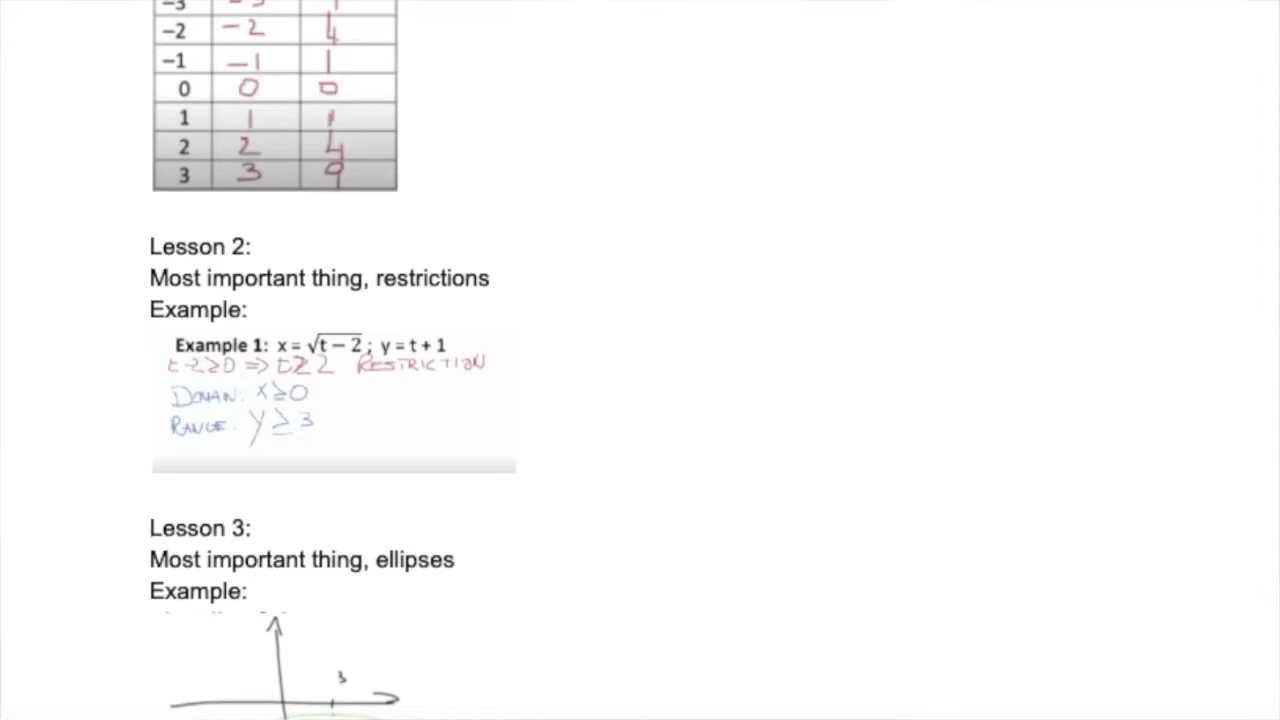 -3 -3
-2 -2 4
-1 -1 1
0 0 0
1 1 1
2 2 4
3 3 9
Lesson 2:
Most important thing, restrictions
Example:
Example 1: x = √t − 2 ; y = t + 1
t-2≥0 => t≥2 RESTRICTION
DOMAIN: x≥0
RANGE: y≥3
Lesson 3:
Most important thing, ellipses
Example:
3